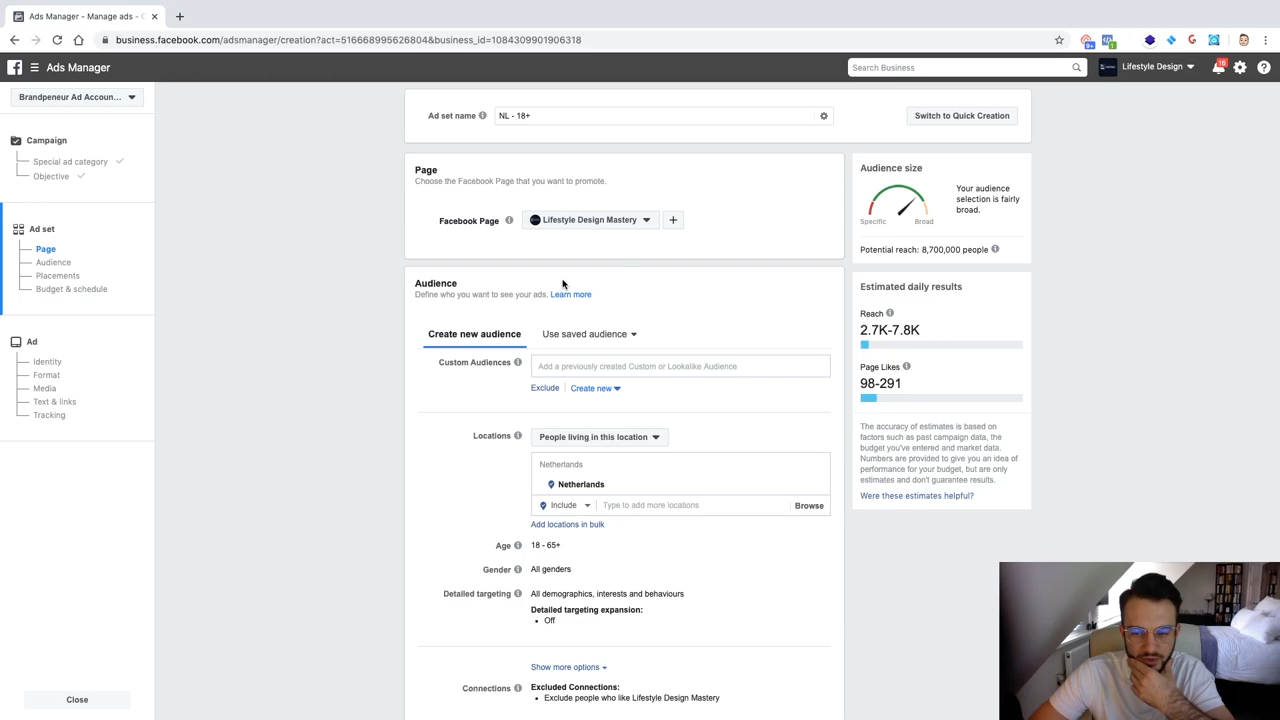 Ads Manager - Manage ads - C
business.facebook.com/adsmanager/creation?act=516668995626804&business_id=1084309901906318
9+
1
Ads Manager
Search Business
Lifestyle Design
16
Brandpeneur Ad Accoun...
Campaign
Special ad category
Objective
Ad set
Page
Audience
Placements
Budget & schedule
Ad
Identity
Format
Media
Text & links
Tracking
Close
Ad set name
NL - 18+
Switch to Quick Creation
Page
Choose the Facebook Page that you want to promote.
Facebook Page
Lifestyle Design Mastery
+
Audience
Define who you want to see your ads. Learn more
Create new audience
Use saved audience
Custom Audiences
Add a previously created Custom or Lookalike Audience
Exclude
Create new
Locations
People living in this location
Netherlands
Netherlands
Include
Type to add more locations
Browse
Add locations in bulk
Age
18 - 65+
Gender
All genders
Detailed targeting
All demographics, interests and behaviours
Detailed targeting expansion:
• Off
Show more options
Connections
Excluded Connections:
• Exclude people who like Lifestyle Design Mastery
Audience size
Specific
Broad
Your audience
selection is fairly
broad.
Potential reach: 8,700,000 people
Estimated daily results
Reach
2.7K-7.8K
Page Likes
98-291
The accuracy of estimates is based on
factors such as past campaign data, the
budget you've entered and market data.
Numbers are provided to give you an idea of
performance for your budget, but are only
estimates and don't guarantee results.
Were these estimates helpful?